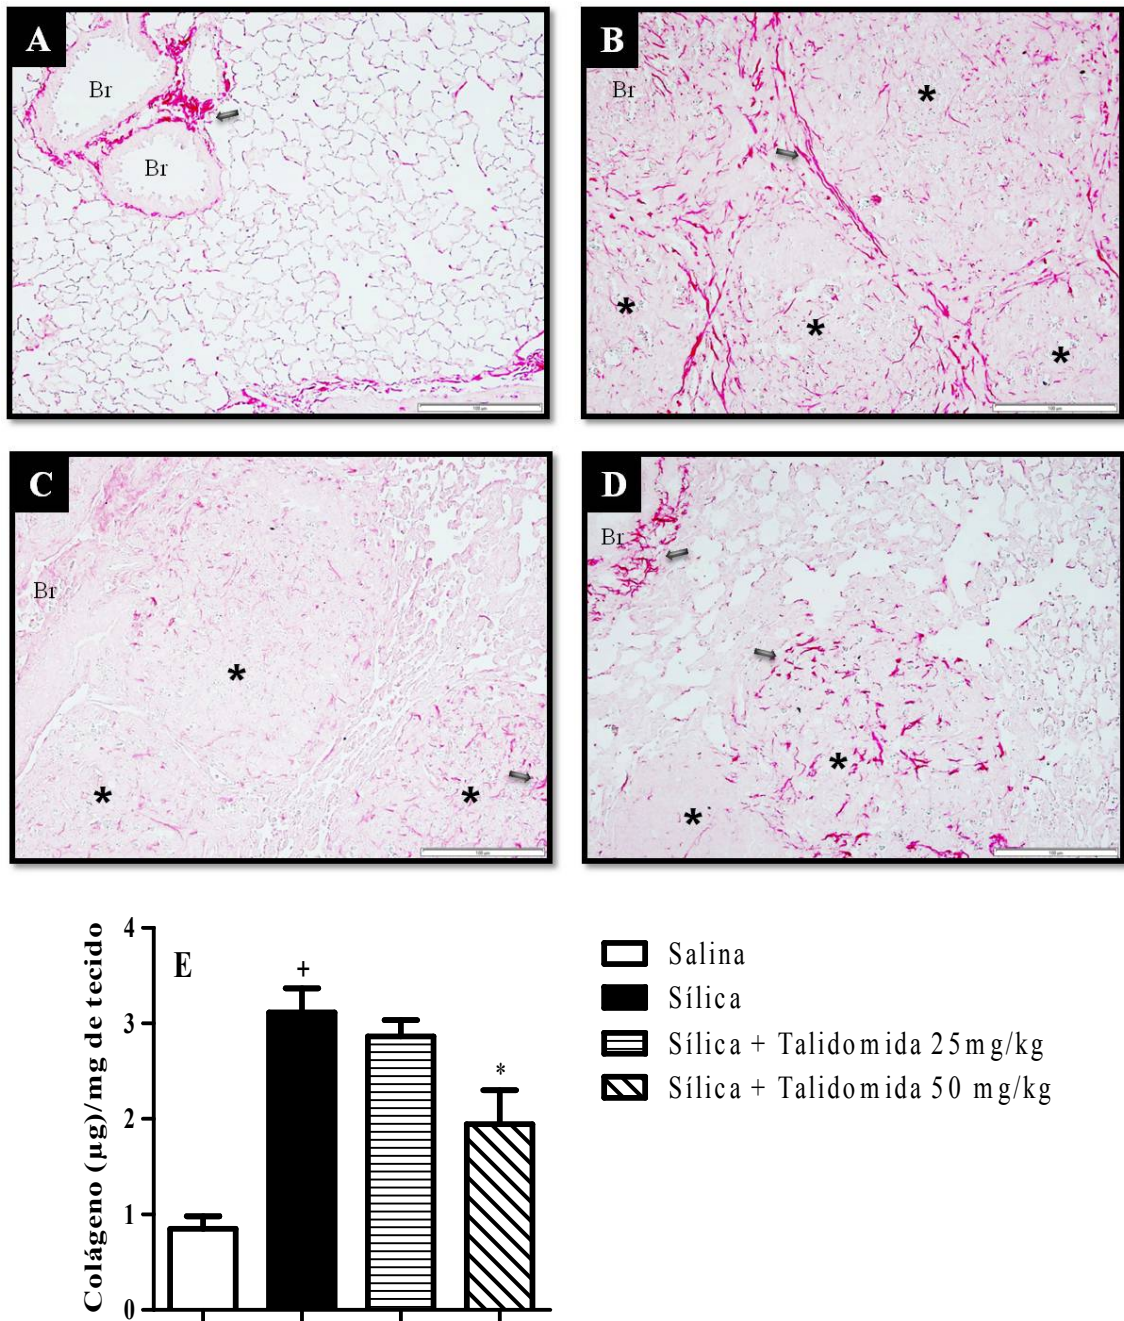 A
Br
Br
B
Br
*
*
*
*
C
Br
*
*
*
D
Br
*
*
E
Colágeno (µg)/mg de tecido
4
3
2
1
0
+
*
Salina
Sílica
Sílica + Talidomida 25mg/kg
Sílica + Talidomida 50 mg/kg